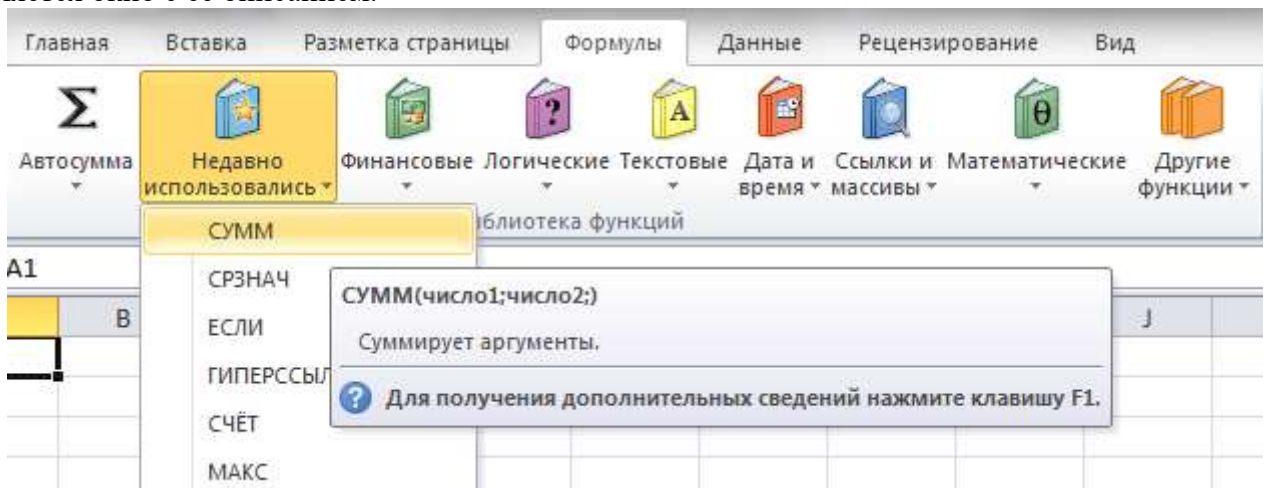 Главная Вставка Разметка страницы Формулы Данные Рецензирование Вид
Σ ? A θ
Автосумма Недавно использовались Финансовые Логические Текстовые Дата и время Ссылки и массивы Математические Другие функции
блиотека функций
A1
B J
СУММ
СРЗНАЧ
ЕСЛИ
ГИПЕРССЫЛ
СЧЁТ
МАКС
СУММ(число1;число2;)
Суммирует аргументы.
? Для получения дополнительных сведений нажмите клавишу F1.